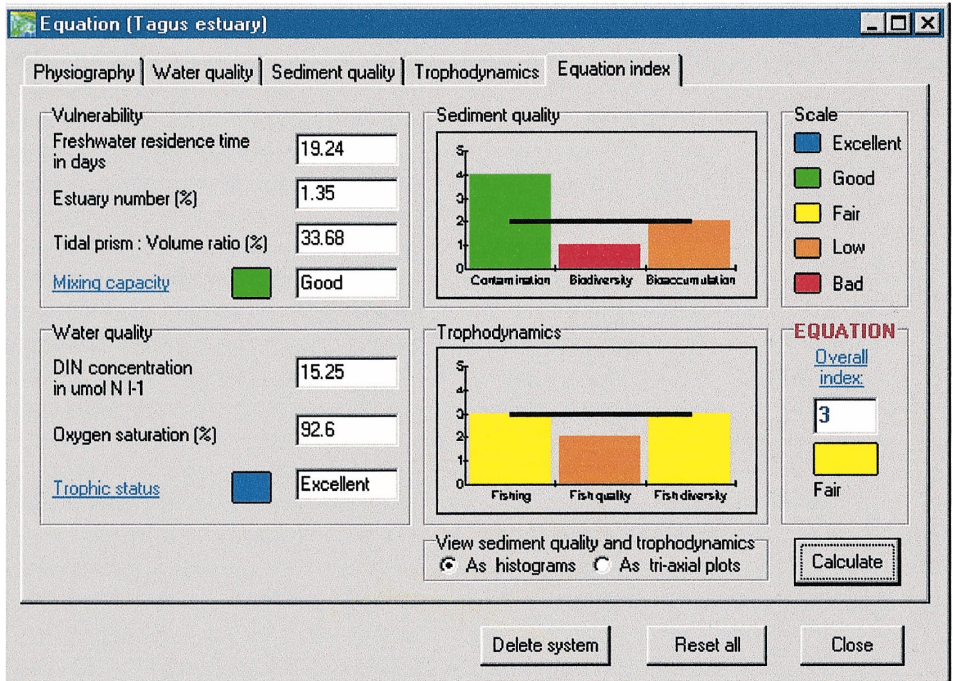 Equation (Tagus estuary)
Physiography
Water quality
Sediment quality
Trophodynamics
Equation index
Vulnerability
Freshwater residence time
in days
19.24
Estuary number (%)
1.35
Tidal prism : Volume ratio (%)
33.68
Mixing capacity
Good
Sediment quality
5
4
3
2
1
0
Contamination
Biodiversity
Bioaccumulation
Scale
Excellent
Good
Fair
Low
Bad
Water quality
DIN concentration
in umol N l-1
15.25
Oxygen saturation (%)
92.6
Trophic status
Excellent
Trophodynamics
5
4
3
2
1
0
Fishing
Fish quality
Fish diversity
EQUATION
Overall
index:
3
Fair
View sediment quality and trophodynamics
As histograms
As tri-axial plots
Calculate
Delete system
Reset all
Close